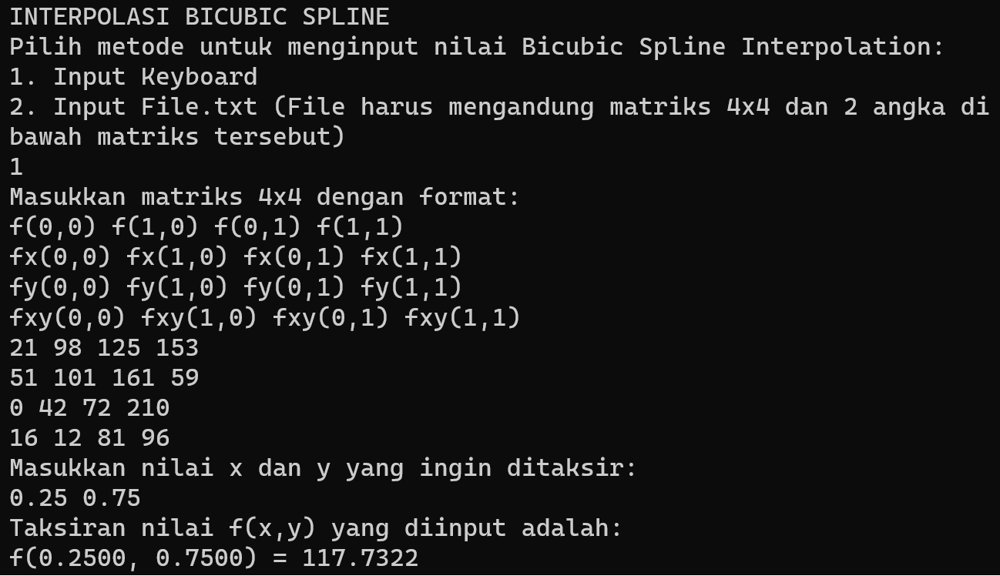 INTERPOLASI BICUBIC SPLINE
Pilih metode untuk menginput nilai Bicubic Spline Interpolation:
1. Input Keyboard
2. Input File.txt (File harus mengandung matriks 4x4 dan 2 angka di
bawah matriks tersebut)
1
Masukkan matriks 4x4 dengan format:
f(0,0) f(1,0) f(0,1) f(1,1)
fx(0,0) fx(1,0) fx(0,1) fx(1,1)
fy(0,0) fy(1,0) fy(0,1) fy(1,1)
fxy(0,0) fxy(1,0) fxy(0,1) fxy(1,1)
21 98 125 153
51 101 161 59
0 42 72 210
16 12 81 96
Masukkan nilai x dan y yang ingin ditaksir:
0.25 0.75
Taksiran nilai f(x,y) yang diinput adalah:
f(0.2500, 0.7500) = 117.7322